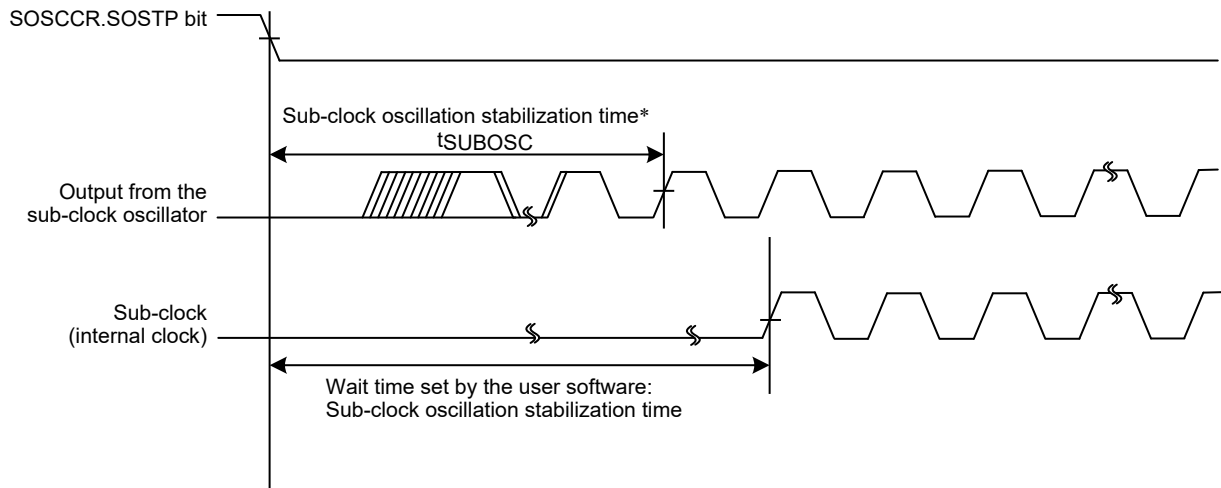 SOSCCR.SOSTP bit
Sub-clock oscillation stabilization time*
tSUBOSC
Output from the
sub-clock oscillator
Sub-clock
(internal clock)
Wait time set by the user software:
Sub-clock oscillation stabilization time